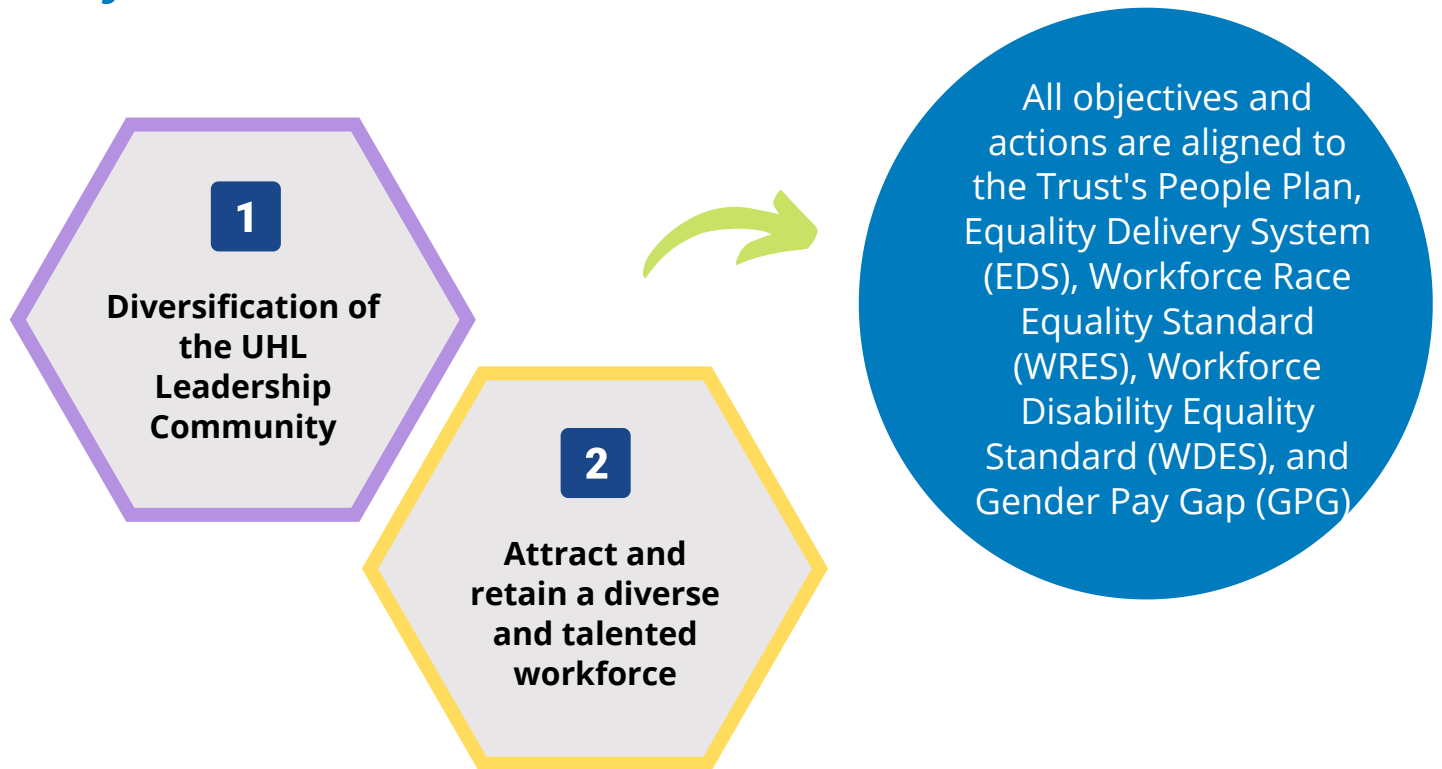 1
Diversification of
the UHL
Leadership
Community
2
Attract and
retain a diverse
and talented
workforce
All objectives and
actions are aligned to
the Trust's People Plan,
Equality Delivery System
(EDS), Workforce Race
Equality Standard
(WRES), Workforce
Disability Equality
Standard (WDES), and
Gender Pay Gap (GPG)